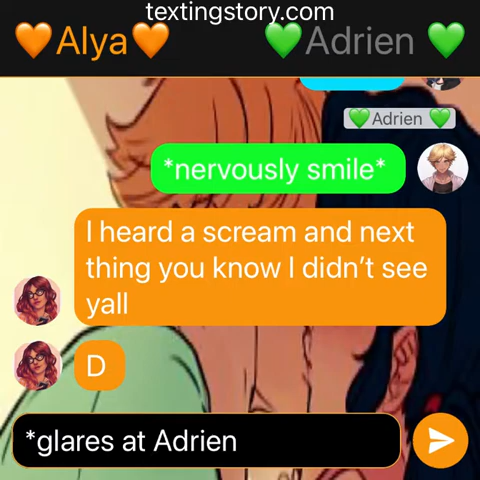 textingstory.com
🧡Alya🧡 💚Adrien 💚
💚Adrien 💚
*nervously smile*
I heard a scream and next
thing you know I didn't see
yall
D
*glares at Adrien